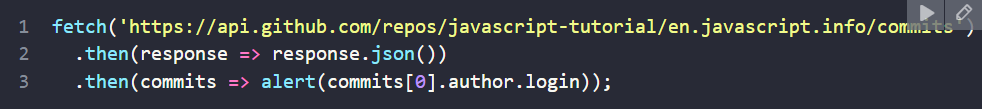 1 fetch('https://api.github.com/repos/javascript-tutorial/en.javascript.info/commits')
2 .then(response => response.json())
3 .then(commits => alert(commits[0].author.login));